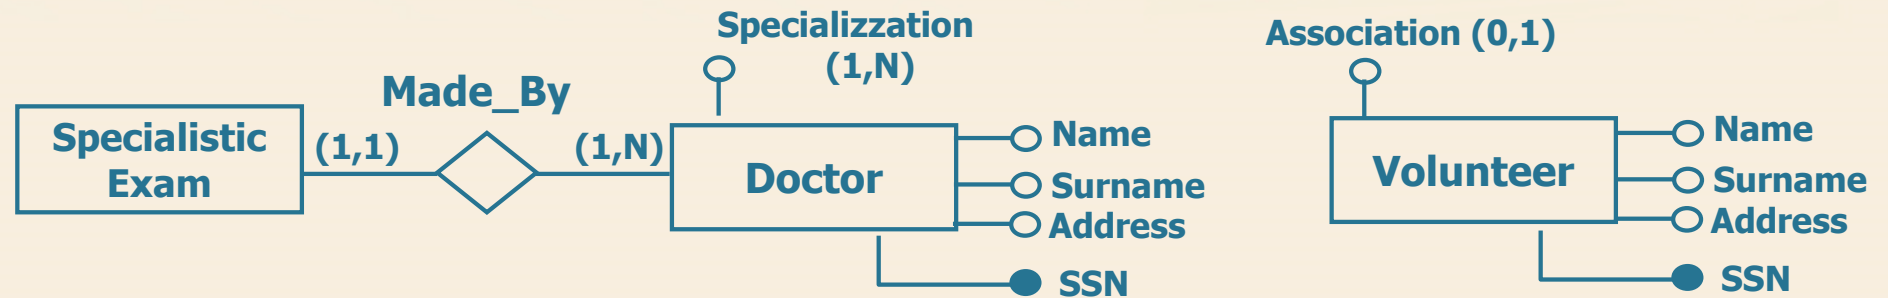 Specialistic
Exam
(1,1)
Made_By
(1,N)
Specializzation
(1,N)
Doctor
Name
Surname
Address
SSN
Association (0,1)
Volunteer
Name
Surname
Address
SSN